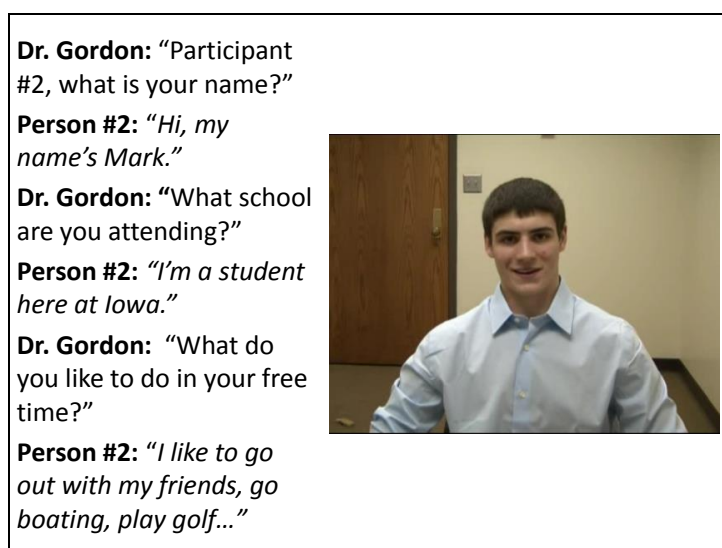 Dr. Gordon: “Participant
#2, what is your name?”
Person #2: “Hi, my
name’s Mark.”
Dr. Gordon: “What school
are you attending?”
Person #2: “I’m a student
here at Iowa.”
Dr. Gordon: “What do
you like to do in your free
time?”
Person #2: “I like to go
out with my friends, go
boating, play golf…”